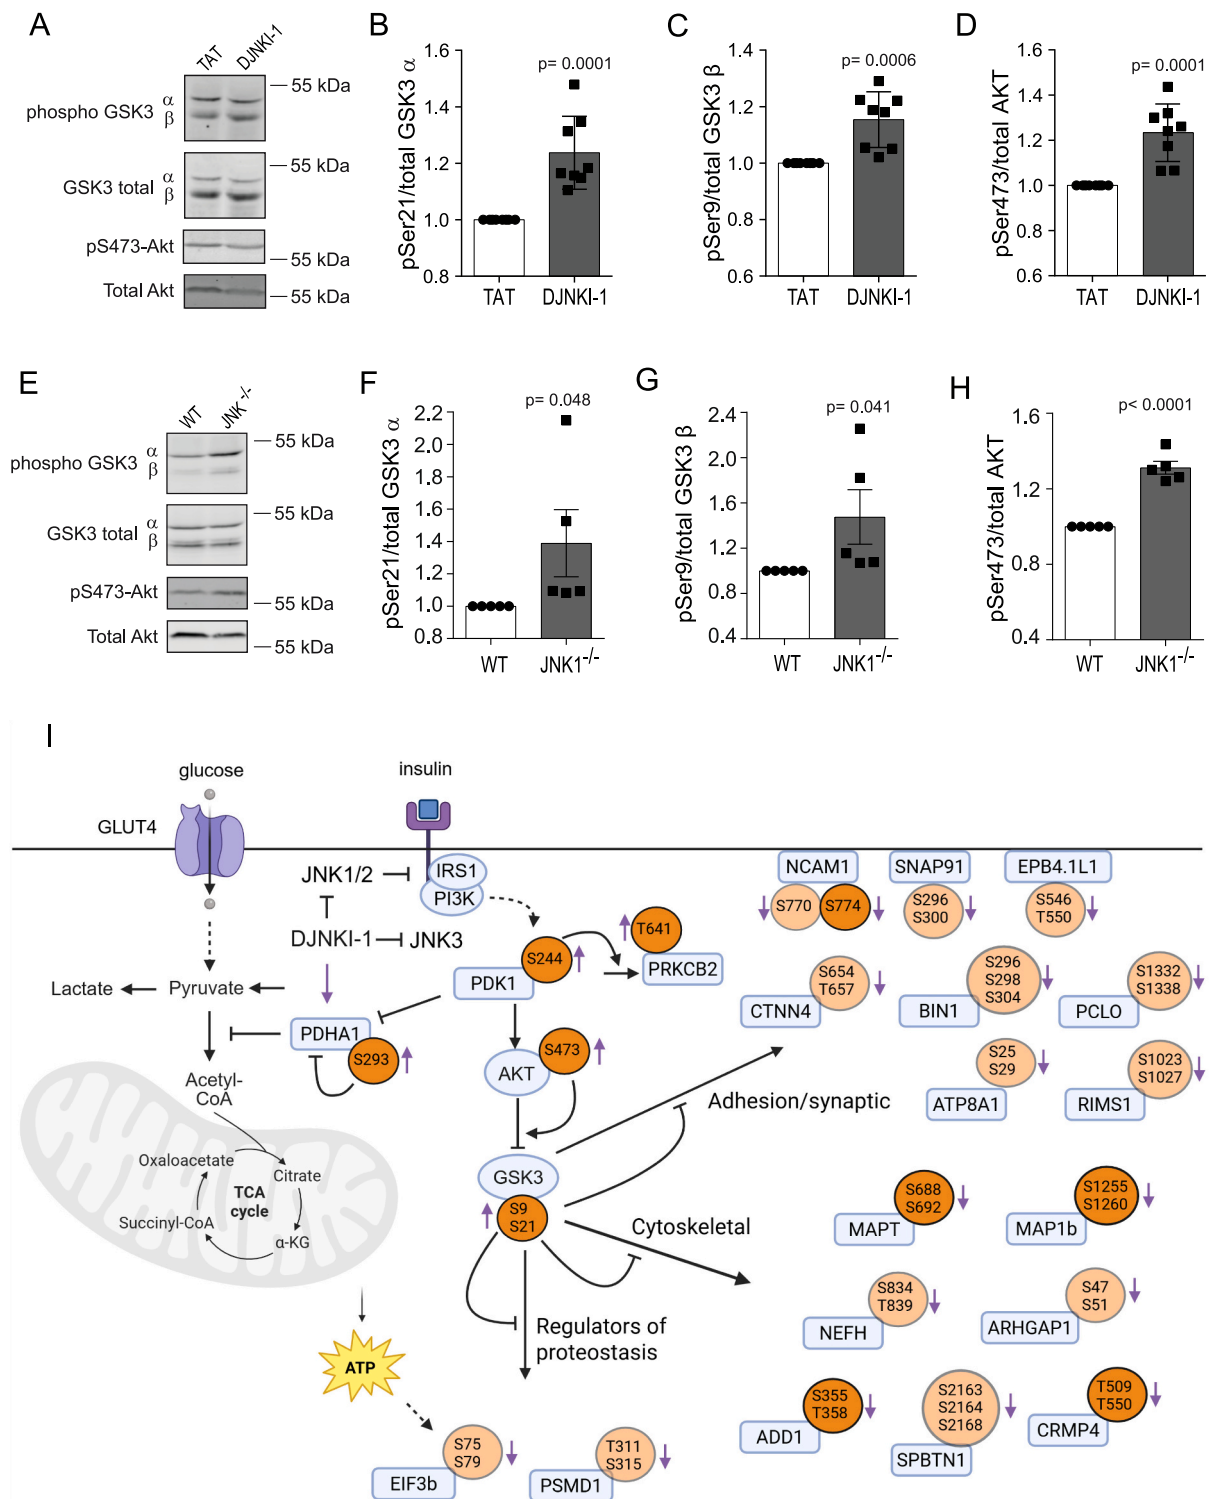 A
TAT
DJNKI-1
55 kDa
phospho GSK3 α
β
55 kDa
GSK3 total α
β
pS473-Akt
55 kDa
Total Akt
55 kDa
B
p= 0.0001
pSer21/total GSK3 α
1.6
1.4
1.2
1.0
0.8
TAT DJNKI-1
C
p= 0.0006
pSer9/total GSK3 β
1.4
1.2
1.0
0.8
0.6
TAT DJNKI-1
D
p= 0.0001
pSer473/total AKT
1.6
1.4
1.2
1.0
0.8
0.6
TAT DJNKI-1
E
WT
JNK-/-
55 kDa
phospho GSK3 α
β
55 kDa
GSK3 total α
β
pS473-Akt
55 kDa
Total Akt
55 kDa
F
p= 0.048
pSer21/total GSK3 α
2.2
2.0
1.8
1.6
1.4
1.2
1.0
0.8
WT JNK1-/-
G
p= 0.041
pSer9/total GSK3 β
2.4
2.0
1.6
1.2
0.8
0.4
WT JNK1-/-
H
p< 0.0001
pSer473/total AKT
1.6
1.2
0.8
0.4
WT JNK1-/-
I
glucose
insulin
GLUT4
JNK1/2
IRS1
PI3K
DJNKI-1
JNK3
Lactate
Pyruvate
PDHA1
S293
PDK1
S244
T641
PRKCB2
AKT
S473
GSK3
S9
S21
Acetyl-
CoA
Oxaloacetate
Citrate
TCA
cycle
Succinyl-CoA
α-KG
ATP
Adhesion/synaptic
Cytoskeletal
Regulators of
proteostasis
NCAM1
S770
S774
SNAP91
S296
S300
EPB4.1L1
S546
T550
S654
T657
CTNN4
S296
S298
S304
BIN1
S1332
S1338
PCLO
S25
S29
ATP8A1
S1023
S1027
RIMS1
S688
S692
MAPT
S1255
S1260
MAP1b
S834
T839
NEFH
S47
S51
ARHGAP1
S355
T358
ADD1
S2163
S2164
S2168
SPBTN1
T509
T550
CRMP4
S75
S79
EIF3b
T311
S315
PSMD1